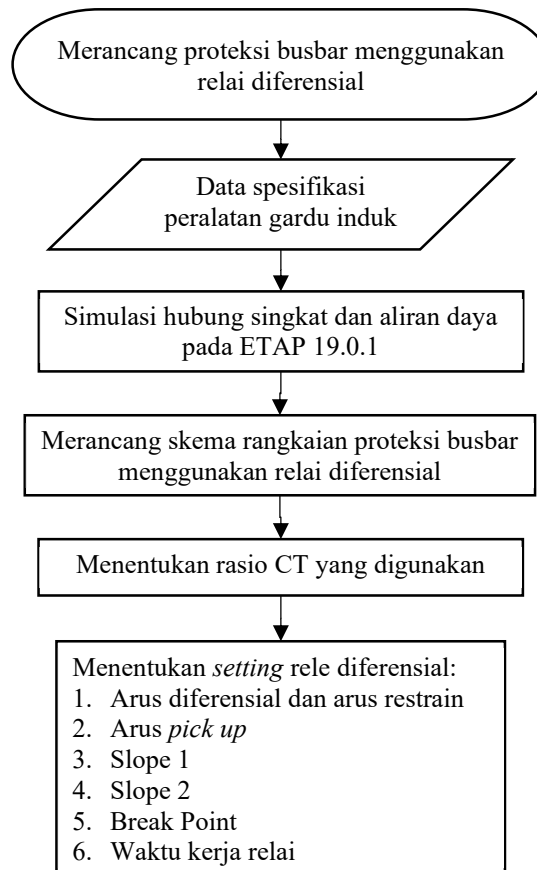 Merancang proteksi busbar menggunakan
relai diferensial
Data spesifikasi
peralatan gardu induk
Simulasi hubung singkat dan aliran daya
pada ETAP 19.0.1
Merancang skema rangkaian proteksi busbar
menggunakan relai diferensial
Menentukan rasio CT yang digunakan
Menentukan setting rele diferensial:
1. Arus diferensial dan arus restrain
2. Arus pick up
3. Slope 1
4. Slope 2
5. Break Point
6. Waktu kerja relai